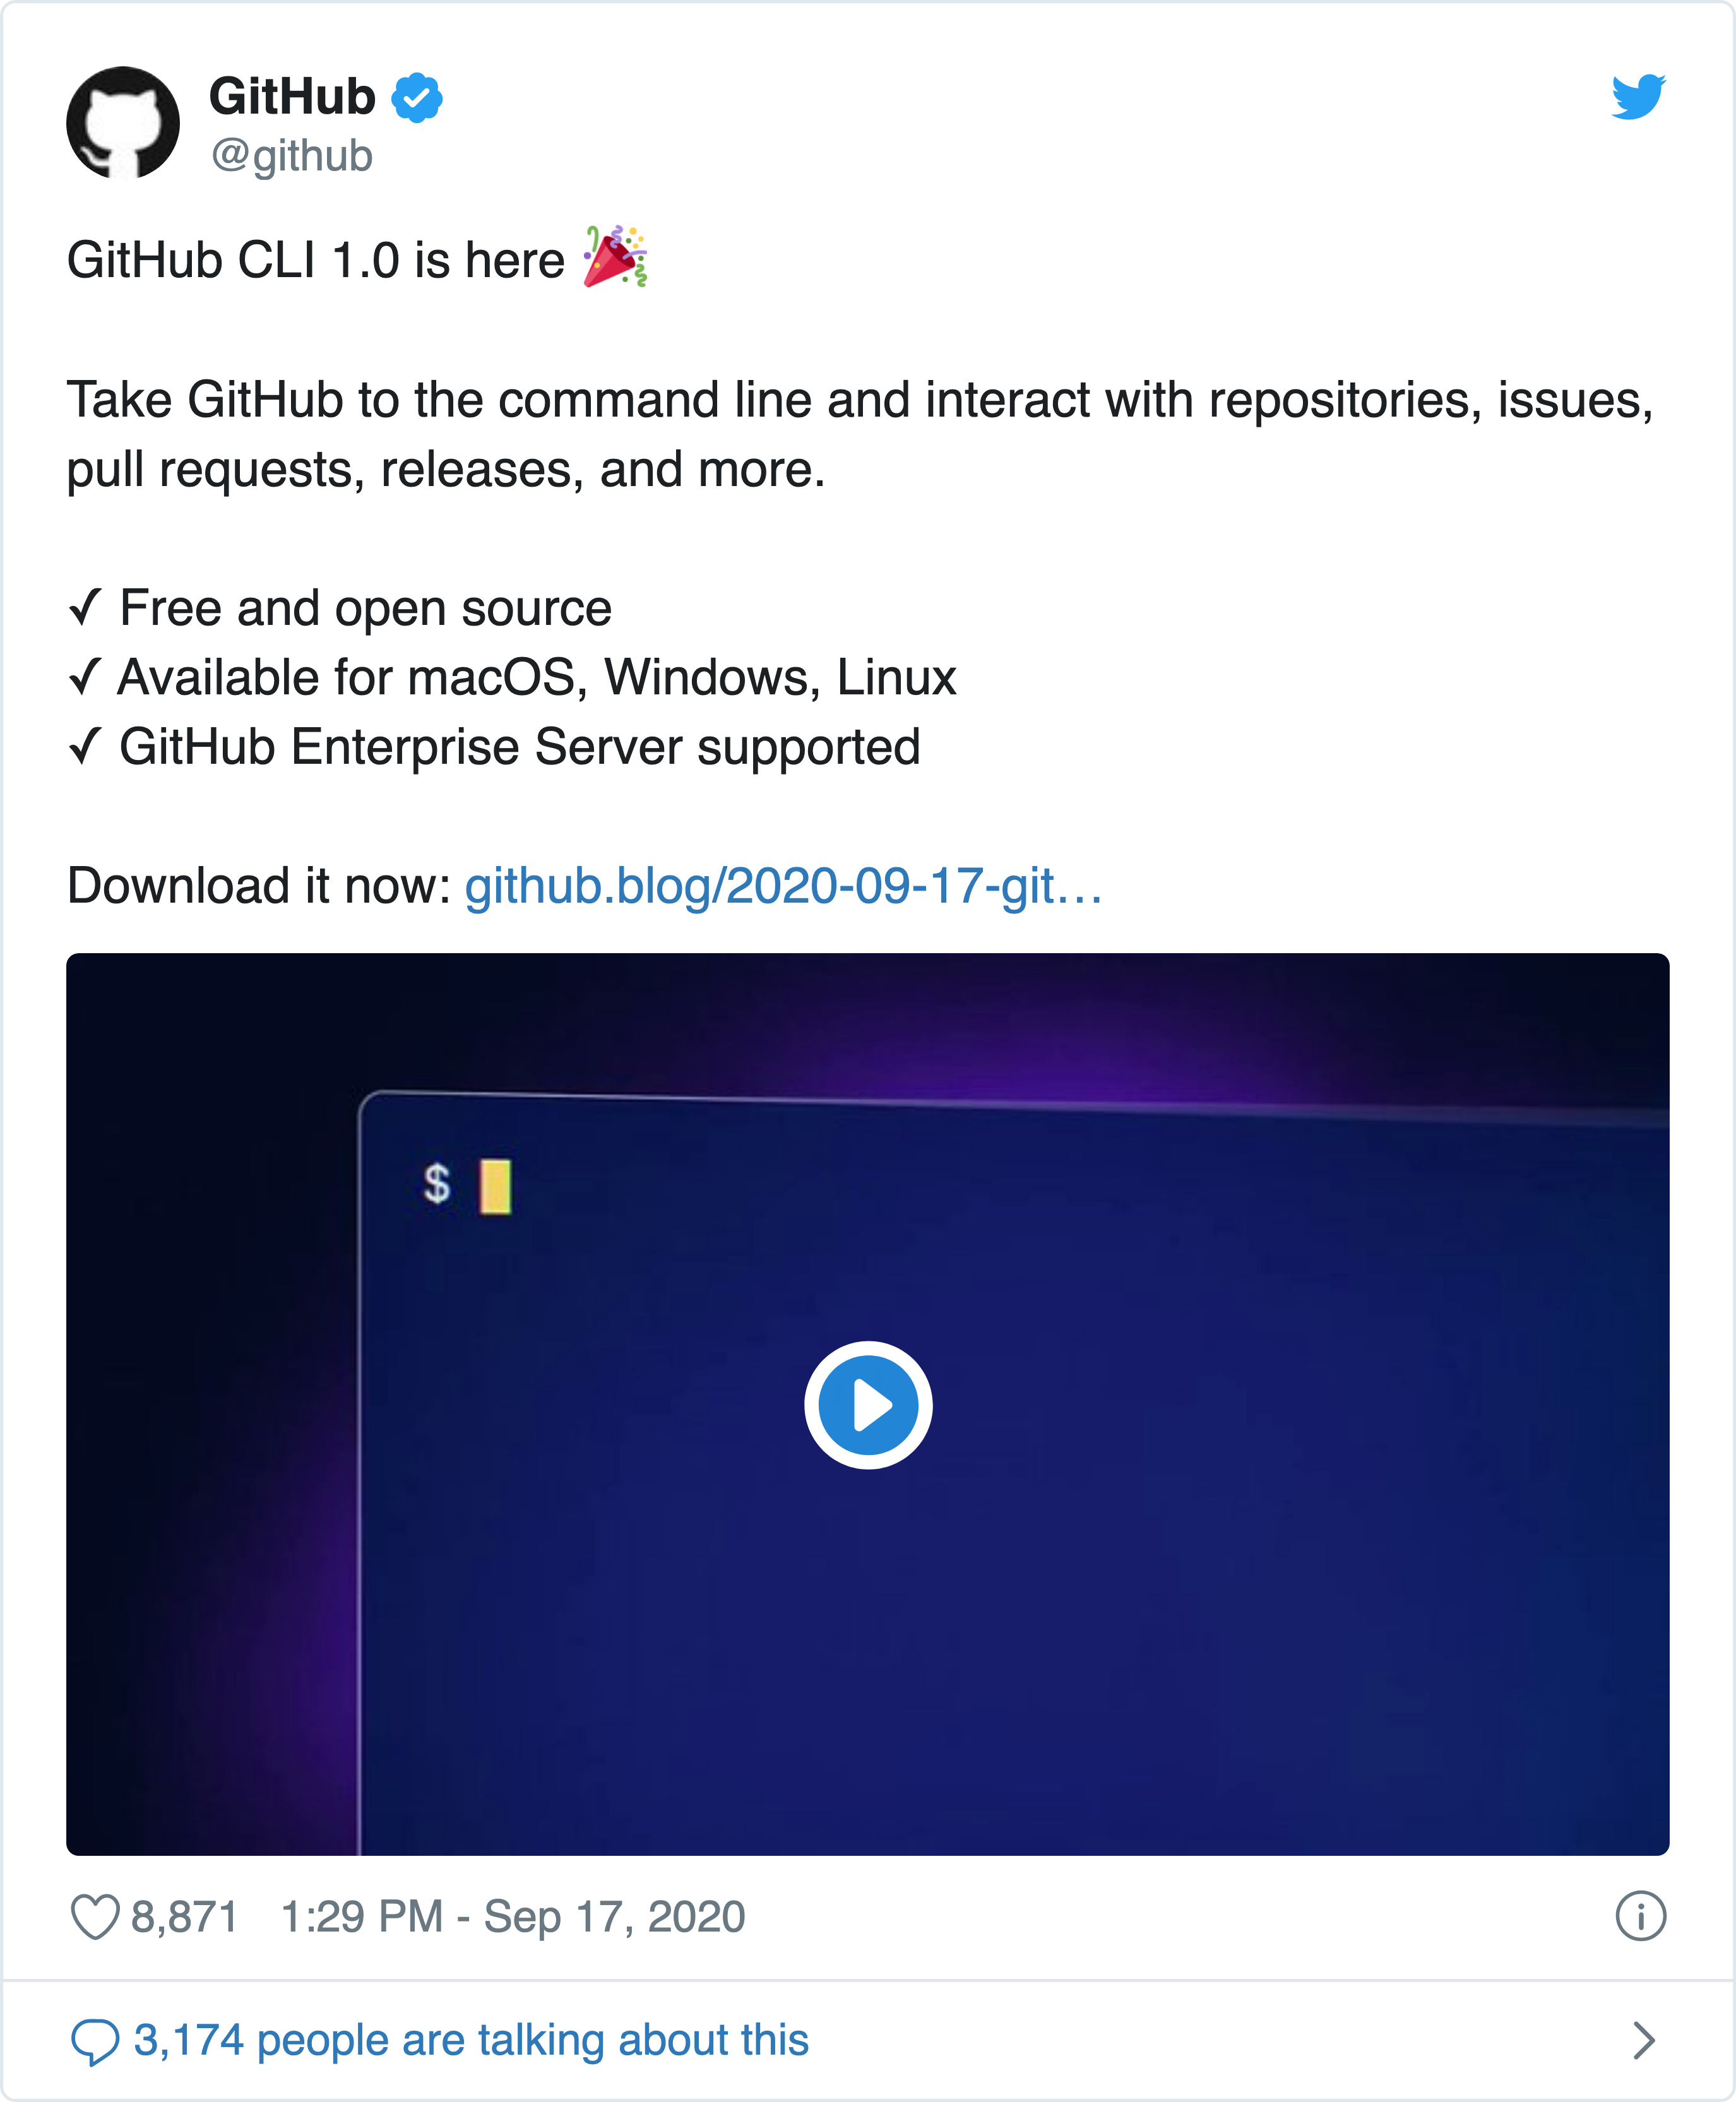 GitHub
@github
GitHub CLI 1.0 is here 🎉
Take GitHub to the command line and interact with repositories, issues,
pull requests, releases, and more.
✓ Free and open source
✓ Available for macOS, Windows, Linux
✓ GitHub Enterprise Server supported
Download it now: github.blog/2020-09-17-git…
$
8,871 1:29 PM - Sep 17, 2020
3,174 people are talking about this